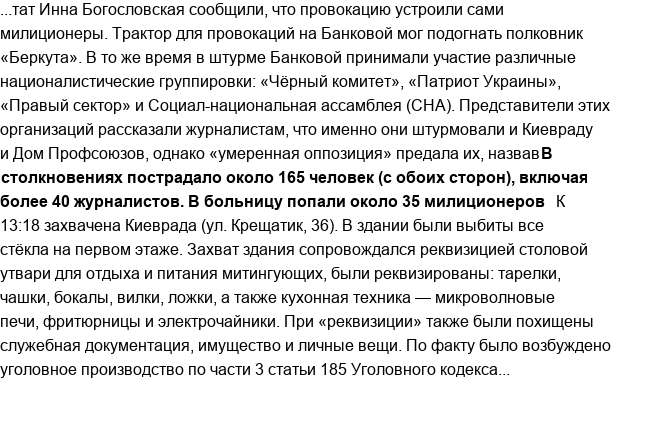 ...тат Инна Богословская сообщили, что провокацию устроили сами
милиционеры. Трактор для провокаций на Банковой мог подогнать полковник
«Беркута». В то же время в штурме Банковой принимали участие различные
националистические группировки: «Чёрный комитет», «Патриот Украины»,
«Правый сектор» и Социал-национальная ассамблея (СНА). Представители этих
организаций рассказали журналистам, что именно они штурмовали и Киевраду
и Дом Профсоюзов, однако «умеренная оппозиция» предала их, назвавВ
столкновениях пострадало около 165 человек (с обоих сторон), включая
более 40 журналистов. В больницу попали около 35 милиционеров К
13:18 захвачена Киеврада (ул. Крещатик, 36). В здании были выбиты все
стёкла на первом этаже. Захват здания сопровождался реквизицией столовой
утвари для отдыха и питания митингующих, были реквизированы: тарелки,
чашки, бокалы, вилки, ложки, а также кухонная техника — микроволновые
печи, фритюрницы и электрочайники. При «реквизиции» также были похищены
служебная документация, имущество и личные вещи. По факту было возбуждено
уголовное производство по части 3 статьи 185 Уголовного кодекса...